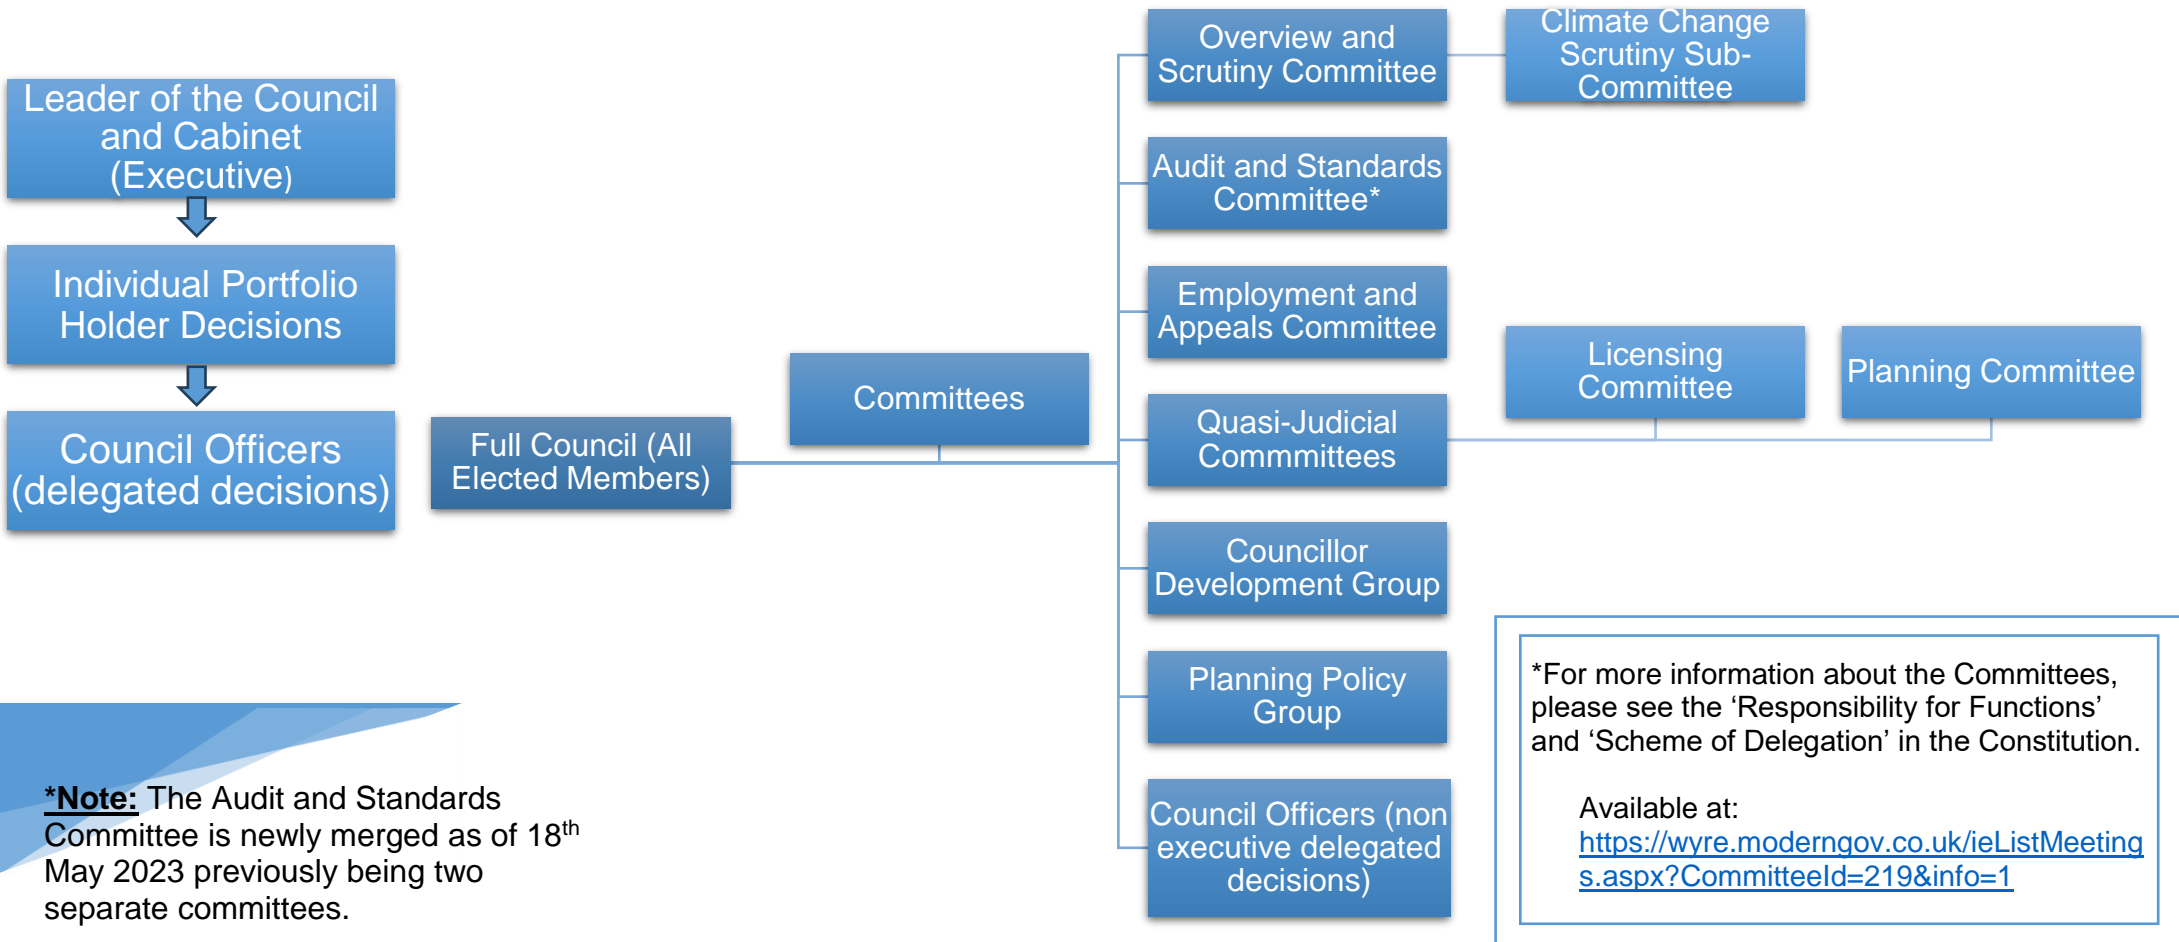 Leader of the Council
and Cabinet
(Executive)
Individual Portfolio
Holder Decisions
Council Officers
(delegated decisions)
Full Council (All
Elected Members)
Committees
Overview and
Scrutiny Committee
Climate Change
Scrutiny Sub-
Committee
Audit and Standards
Committee*
Employment and
Appeals Committee
Quasi-Judicial
Commmittees
Licensing
Committee
Planning Committee
Councillor
Development Group
Planning Policy
Group
Council Officers (non
executive delegated
decisions)
*Note: The Audit and Standards
Committee is newly merged as of 18th
May 2023 previously being two
separate committees.
*For more information about the Committees,
please see the ‘Responsibility for Functions’
and ‘Scheme of Delegation’ in the Constitution.
Available at:
https://wyre.moderngov.co.uk/ieListMeeting
s.aspx?CommitteeId=219&info=1